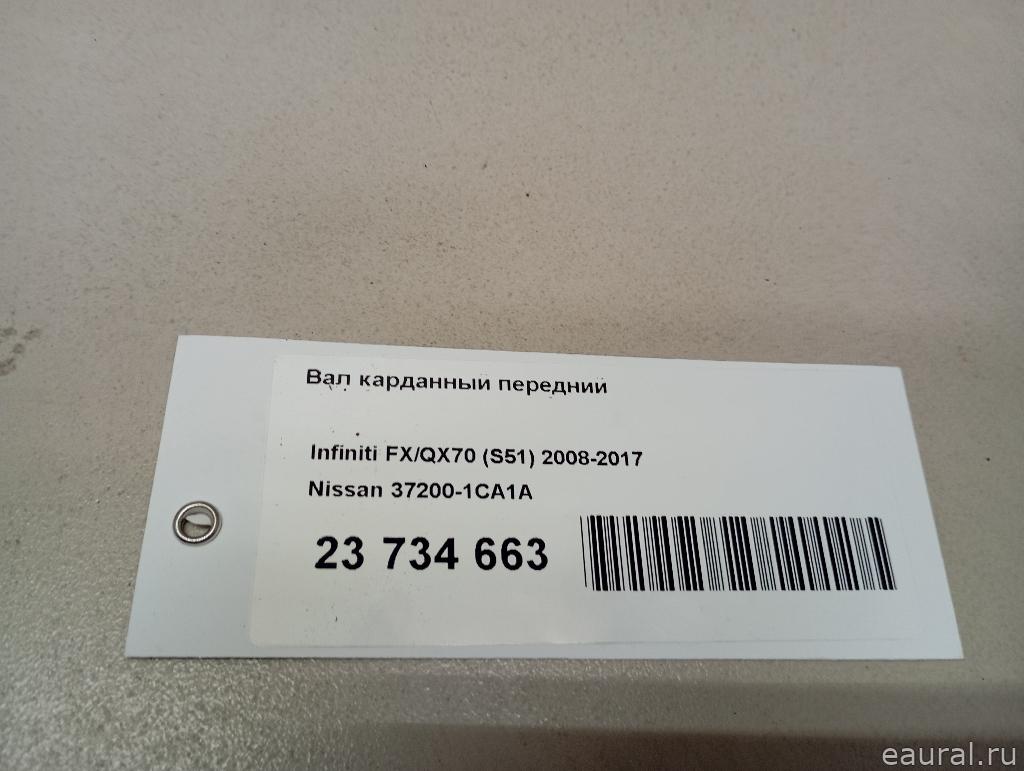 Вал карданный передний
Infiniti FX/QX70 (S51) 2008-2017
Nissan 37200-1CA1A
23 734 663
eaural.ru